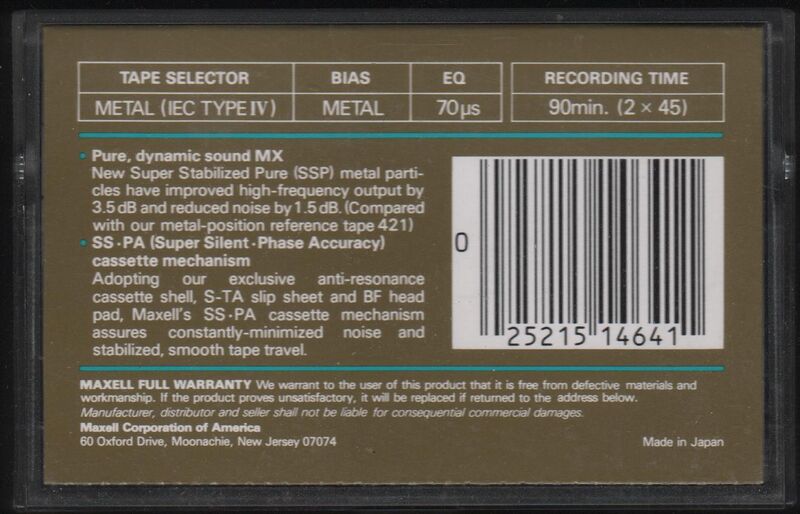 TAPE SELECTOR BIAS EQ RECORDING TIME
METAL (IEC TYPE IV) METAL 70µs 90min. (2 × 45)
• Pure, dynamic sound MX
New Super Stabilized Pure (SSP) metal parti-
cles have improved high-frequency output by
3.5 dB and reduced noise by 1.5 dB. (Compared
with our metal-position reference tape 421)
• SS·PA (Super Silent·Phase Accuracy)
cassette mechanism
Adopting our exclusive anti-resonance
cassette shell, S-TA slip sheet and BF head
pad, Maxell's SS·PA cassette mechanism
assures constantly-minimized noise and
stabilized, smooth tape travel.
0 25215 14641
MAXELL FULL WARRANTY We warrant to the user of this product that it is free from defective materials and
workmanship. If the product proves unsatisfactory, it will be replaced if returned to the address below.
Manufacturer, distributor and seller shall not be liable for consequential commercial damages.
Maxell Corporation of America
60 Oxford Drive, Moonachie, New Jersey 07074 Made in Japan